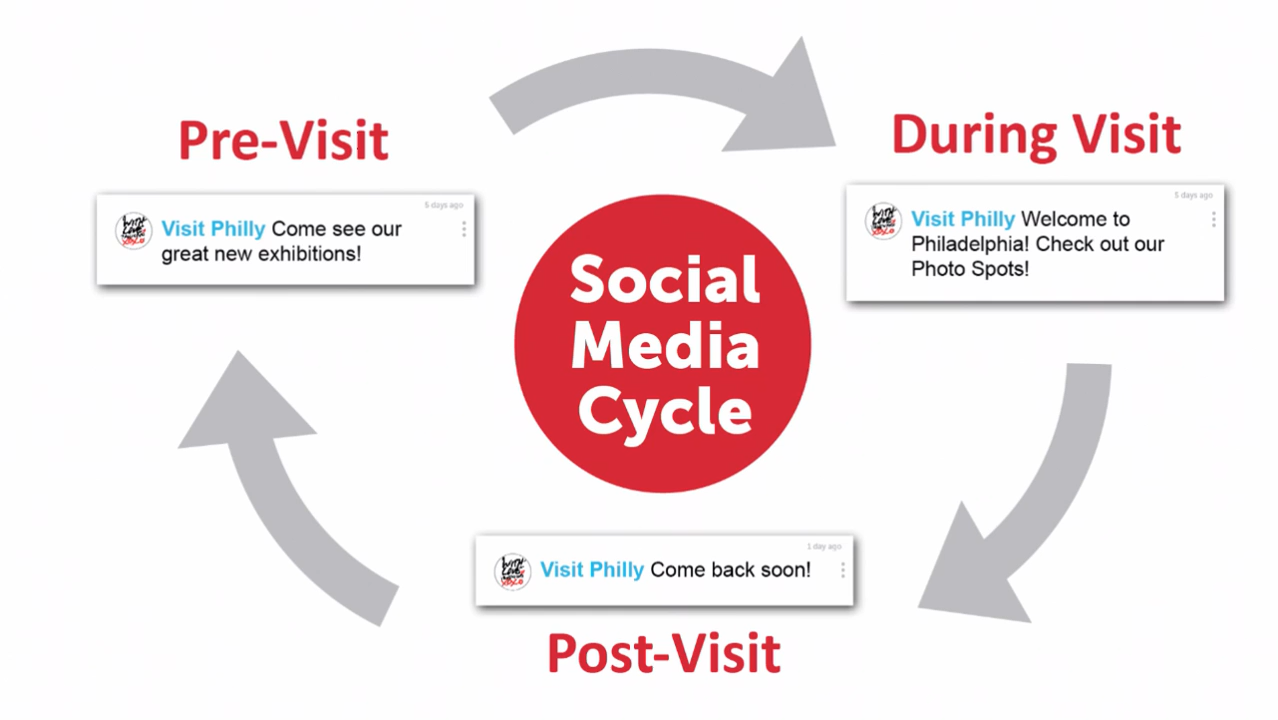 Pre-Visit
5 days ago
Visit Philly Come see our
great new exhibitions!
During Visit
5 days ago
Visit Philly Welcome to
Philadelphia! Check out our
Photo Spots!
Social
Media
Cycle
1 day ago
Visit Philly Come back soon!
Post-Visit